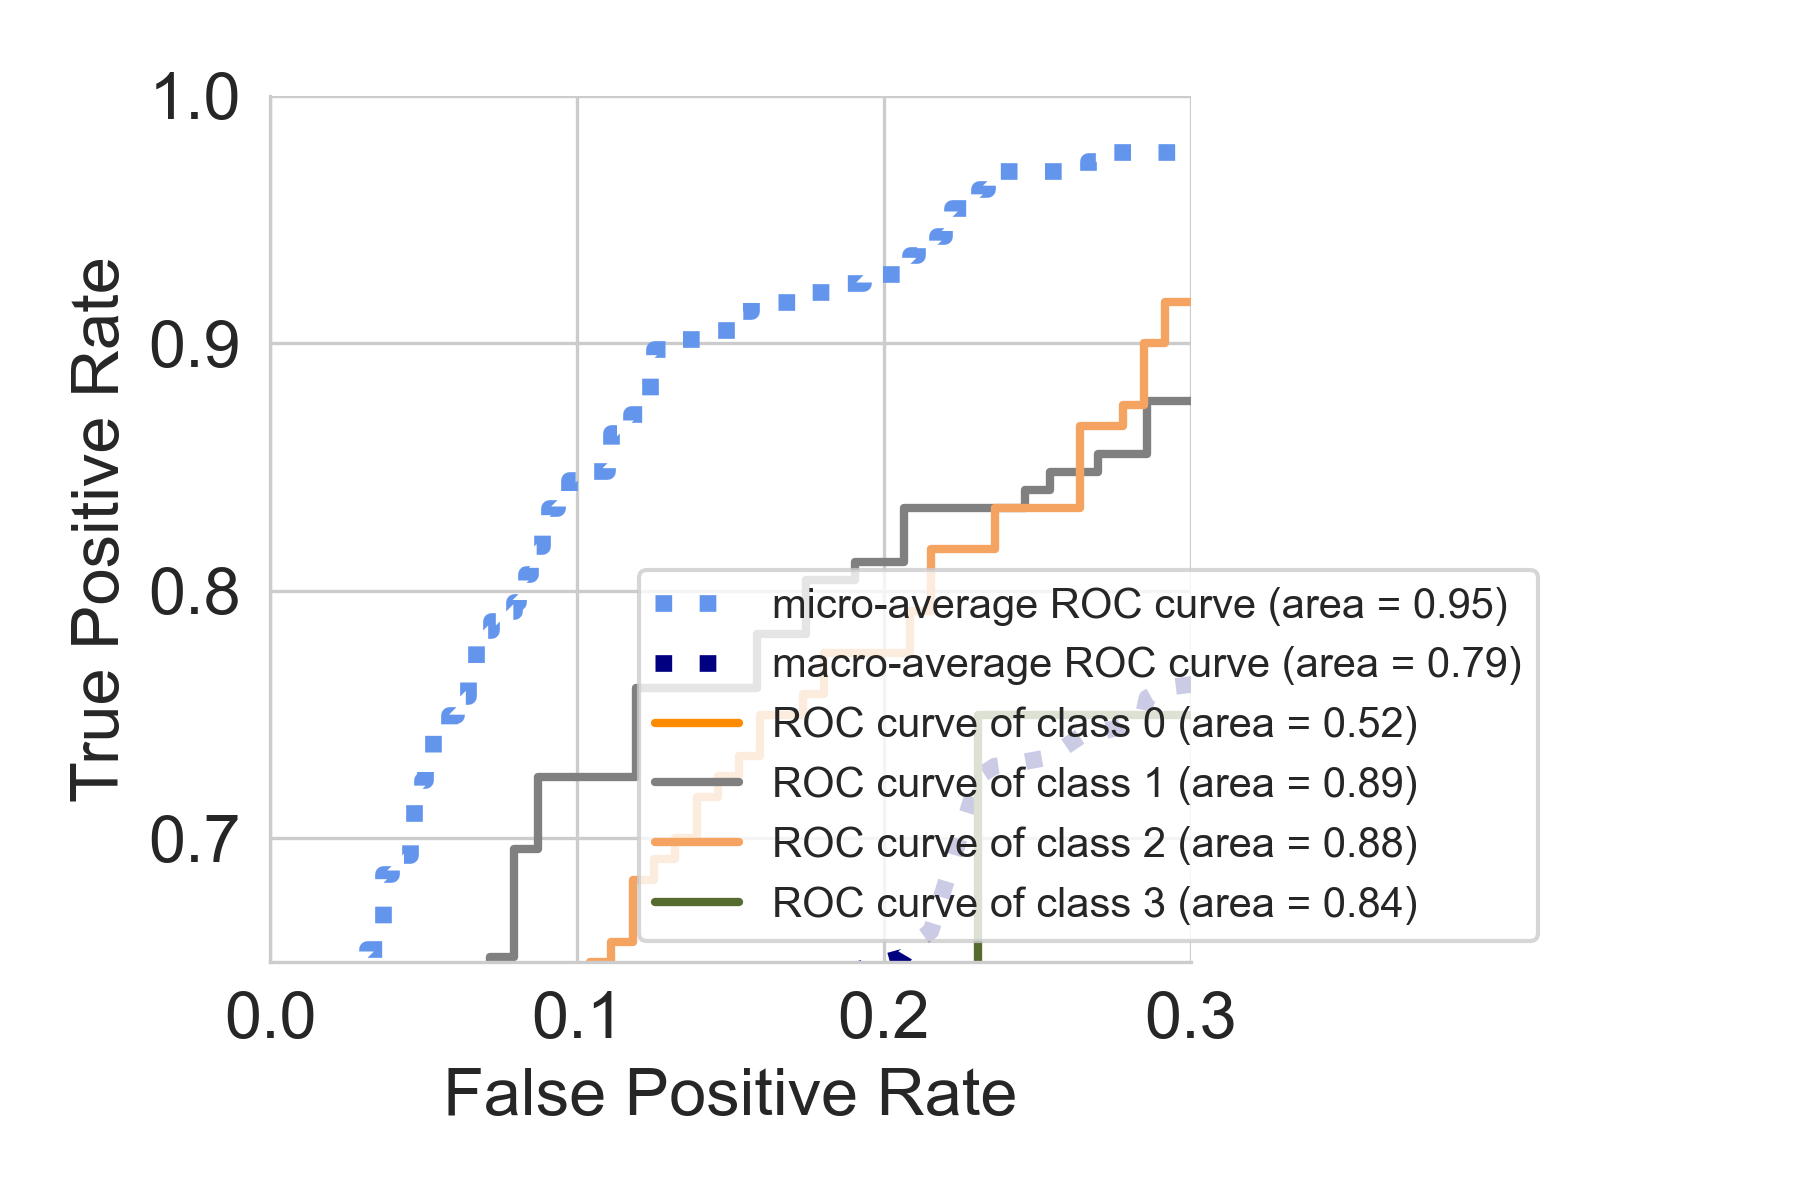 1.0
0.9
0.8
0.7
True Positive Rate
micro-average ROC curve (area = 0.95)
macro-average ROC curve (area = 0.79)
ROC curve of class 0 (area = 0.52)
ROC curve of class 1 (area = 0.89)
ROC curve of class 2 (area = 0.88)
ROC curve of class 3 (area = 0.84)
0.0 0.1 0.2 0.3
False Positive Rate